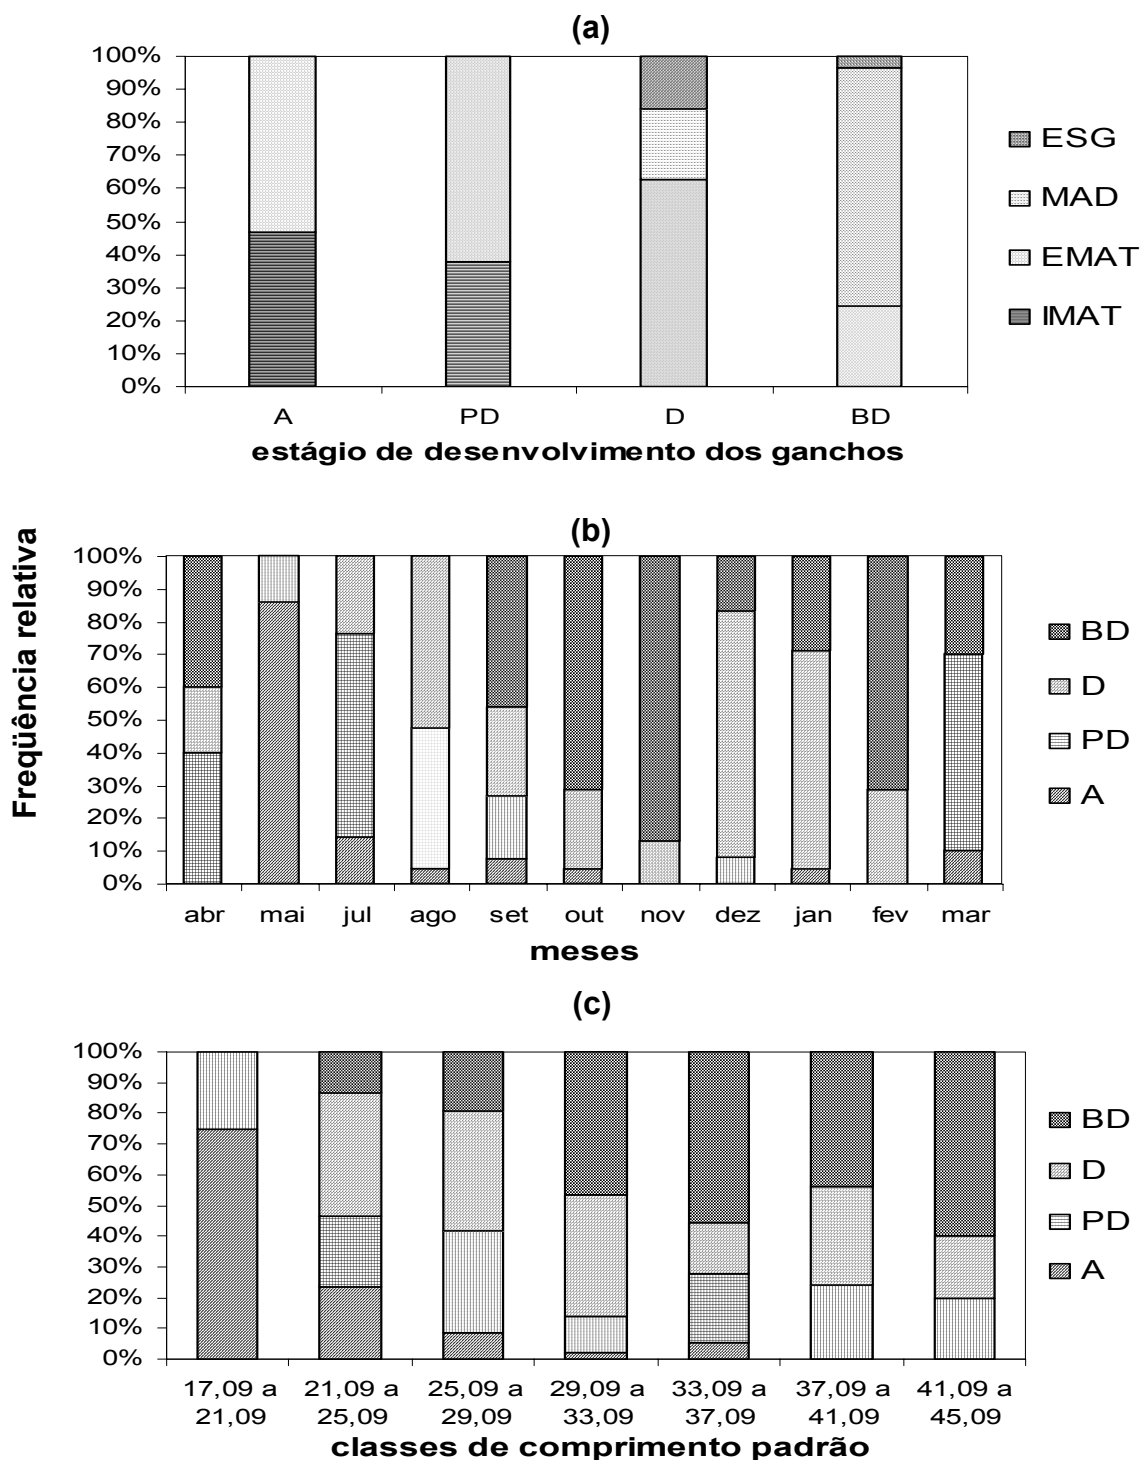 (a)
100%
90%
80%
70%
60%
50%
40%
30%
20%
10%
0%
A PD D BD
estágio de desenvolvimento dos ganchos
ESG
MAD
EMAT
IMAT
Freqüência relativa
(b)
100%
90%
80%
70%
60%
50%
40%
30%
20%
10%
0%
abr mai jul ago set out nov dez jan fev mar
meses
BD
D
PD
A
(c)
100%
90%
80%
70%
60%
50%
40%
30%
20%
10%
0%
17,09 a 21,09 a 25,09 a 29,09 a 33,09 a 37,09 a 41,09 a
21,09 25,09 29,09 33,09 37,09 41,09 45,09
classes de comprimento padrão
BD
D
PD
A